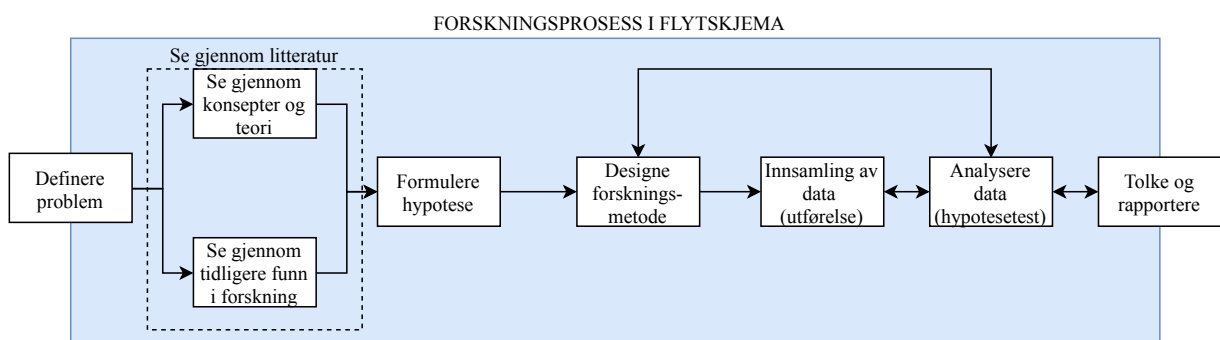 FORSKNINGSPROSESS I FLYTSKJEMA
Se gjennom litteratur
Se gjennom
konsepter og
teori
Definere
problem
Se gjennom
tidligere funn
i forskning
Formulere
hypotese
Designe
forsknings-
metode
Innsamling av
data
(utførelse)
Analysere
data
(hypotesetest)
Tolke og
rapportere